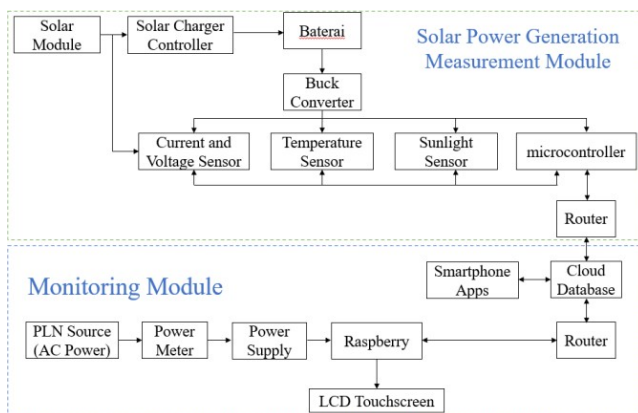 Solar
Module
Solar Charger
Controller
Baterai
Solar Power Generation
Measurement Module
Buck
Converter
Current and
Voltage Sensor
Temperature
Sensor
Sunlight
Sensor
microcontroller
Router
Monitoring Module
Smartphone
Apps
Cloud
Database
PLN Source
(AC Power)
Power
Meter
Power
Supply
Raspberry
Router
LCD Touchscreen